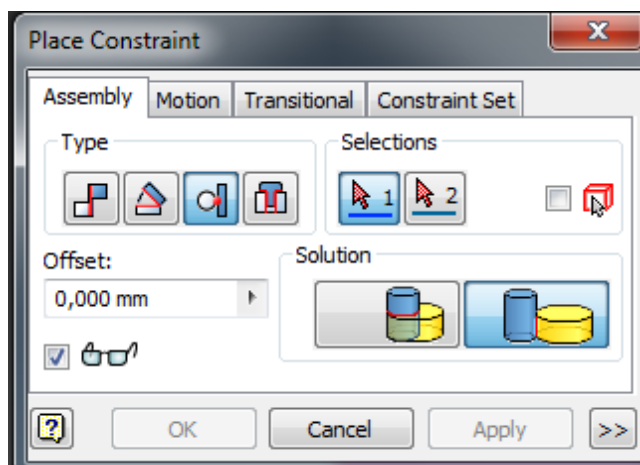 Place Constraint
Assembly Motion Transitional Constraint Set
Type Selections
1 2
Offset: Solution
0,000 mm
? OK Cancel Apply >>